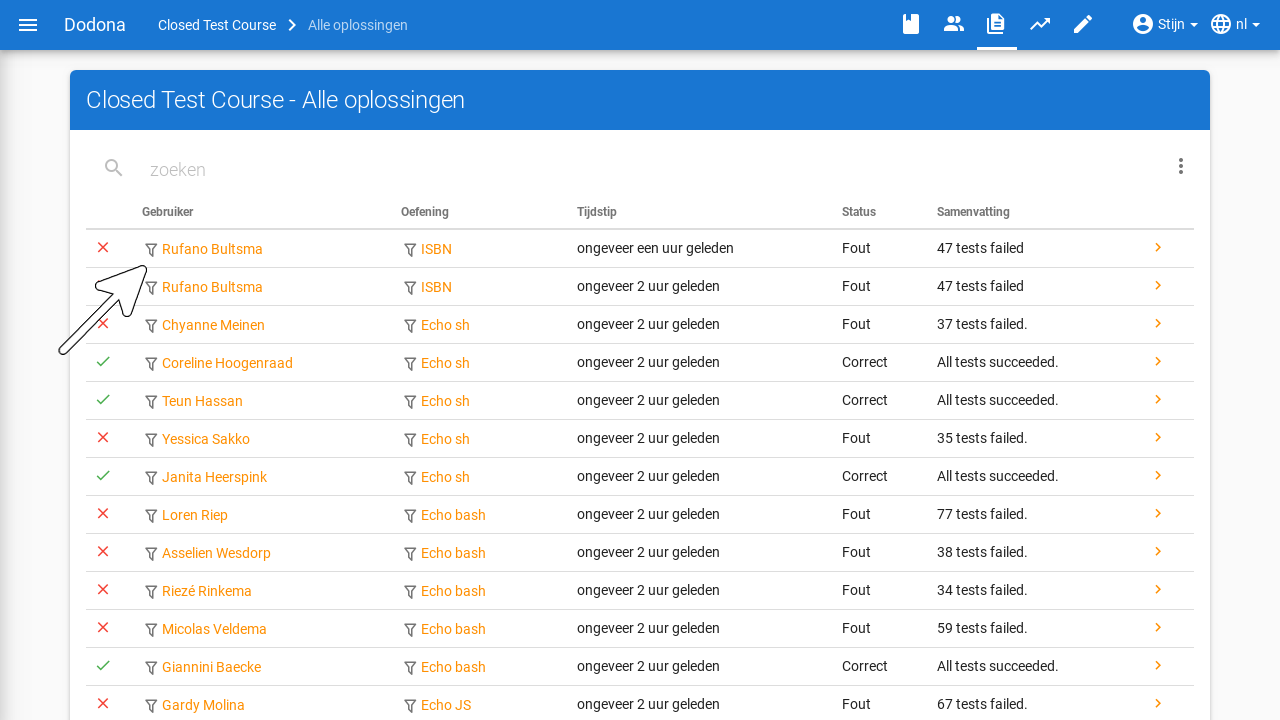 Dodona Closed Test Course Alle oplossingen Stijn nl
Closed Test Course - Alle oplossingen
zoeken
Gebruiker Oefening Tijdstip Status Samenvatting
Rufano Bultsma ISBN ongeveer een uur geleden Fout 47 tests failed
Rufano Bultsma ISBN ongeveer 2 uur geleden Fout 47 tests failed
Chyanne Meinen Echo sh ongeveer 2 uur geleden Fout 37 tests failed.
Coreline Hoogenraad Echo sh ongeveer 2 uur geleden Correct All tests succeeded.
Teun Hassan Echo sh ongeveer 2 uur geleden Correct All tests succeeded.
Yessica Sakko Echo sh ongeveer 2 uur geleden Fout 35 tests failed.
Janita Heerspink Echo sh ongeveer 2 uur geleden Correct All tests succeeded.
Loren Riep Echo bash ongeveer 2 uur geleden Fout 77 tests failed.
Asselien Wesdorp Echo bash ongeveer 2 uur geleden Fout 38 tests failed.
Riezé Rinkema Echo bash ongeveer 2 uur geleden Fout 34 tests failed.
Micolas Veldema Echo bash ongeveer 2 uur geleden Fout 59 tests failed.
Giannini Baecke Echo bash ongeveer 2 uur geleden Correct All tests succeeded.
Gardy Molina Echo JS ongeveer 2 uur geleden Fout 67 tests failed.